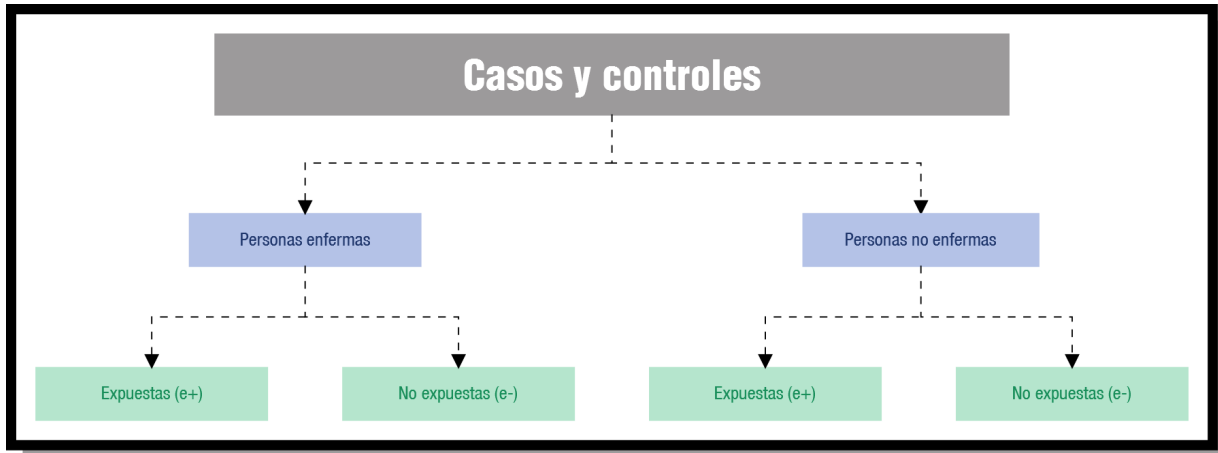 Casos y controles
Personas enfermas
Personas no enfermas
Expuestas (e+)
No expuestas (e-)
Expuestas (e+)
No expuestas (e-)